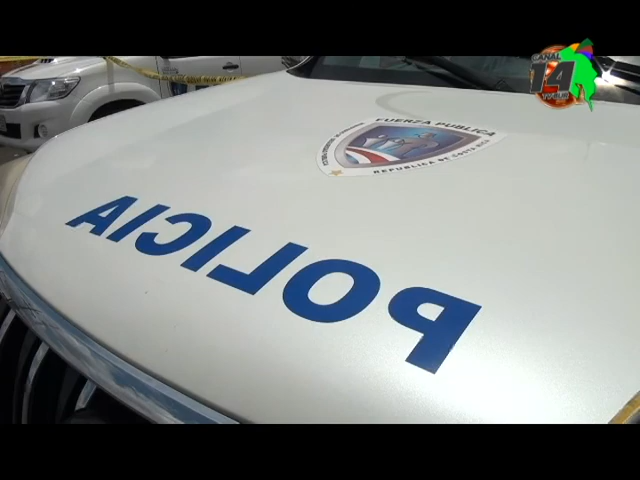 CANAL
14
FUERZA PUBLICA
REPUBLICA DE COSTA RICA
POLICIA